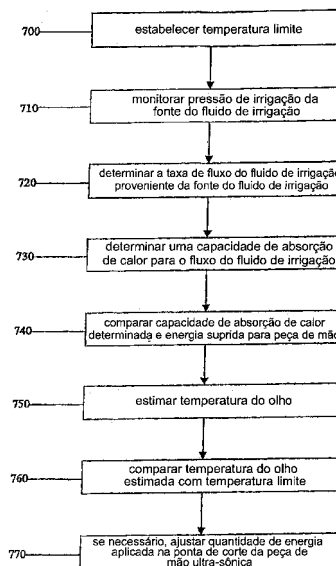 700
estabelecer temperatura limite
710
monitorar pressão de irrigação da
fonte do fluido de irrigação
720
determinar a taxa de fluxo do fluido de irrigação
proveniente da fonte do fluido de irrigação
730
determinar uma capacidade de absorção
de calor para o fluxo do fluido de irrigação
740
comparar capacidade de absorção de calor
determinada e energia suprida para peça de mão
750
estimar temperatura do olho
760
comparar temperatura do olho
estimada com temperatura limite
770
se necessário, ajustar quantidade de energia
aplicada na ponta de corte da peça de
mão ultra-sônica